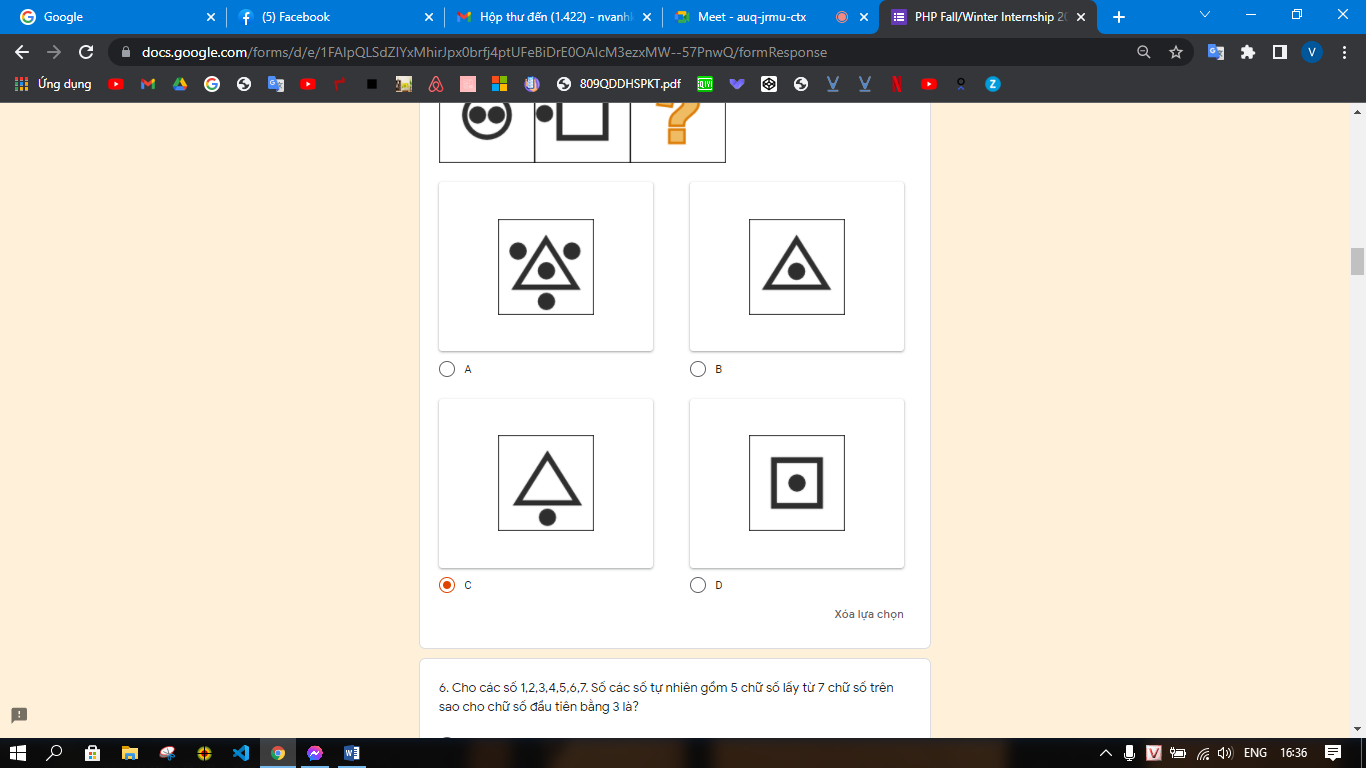 Google
(5) Facebook
Hộp thư đến (1.422) - nvanhl
Meet - auq-jrmu-ctx
PHP Fall/Winter Internship 20
docs.google.com/forms/d/e/1FAIpQLSdZIYxMhirJpx0brfj4ptUFeBiDrE0OAlcM3ezxMW--57PnwQ/formResponse
V
Ứng dụng
809QDDHSPKT.pdf
A
B
C
D
Xóa lựa chọn
6. Cho các số 1,2,3,4,5,6,7. Số các số tự nhiên gồm 5 chữ số lấy từ 7 chữ số trên
sao cho chữ số đầu tiên bằng 3 là?
ENG
16:36